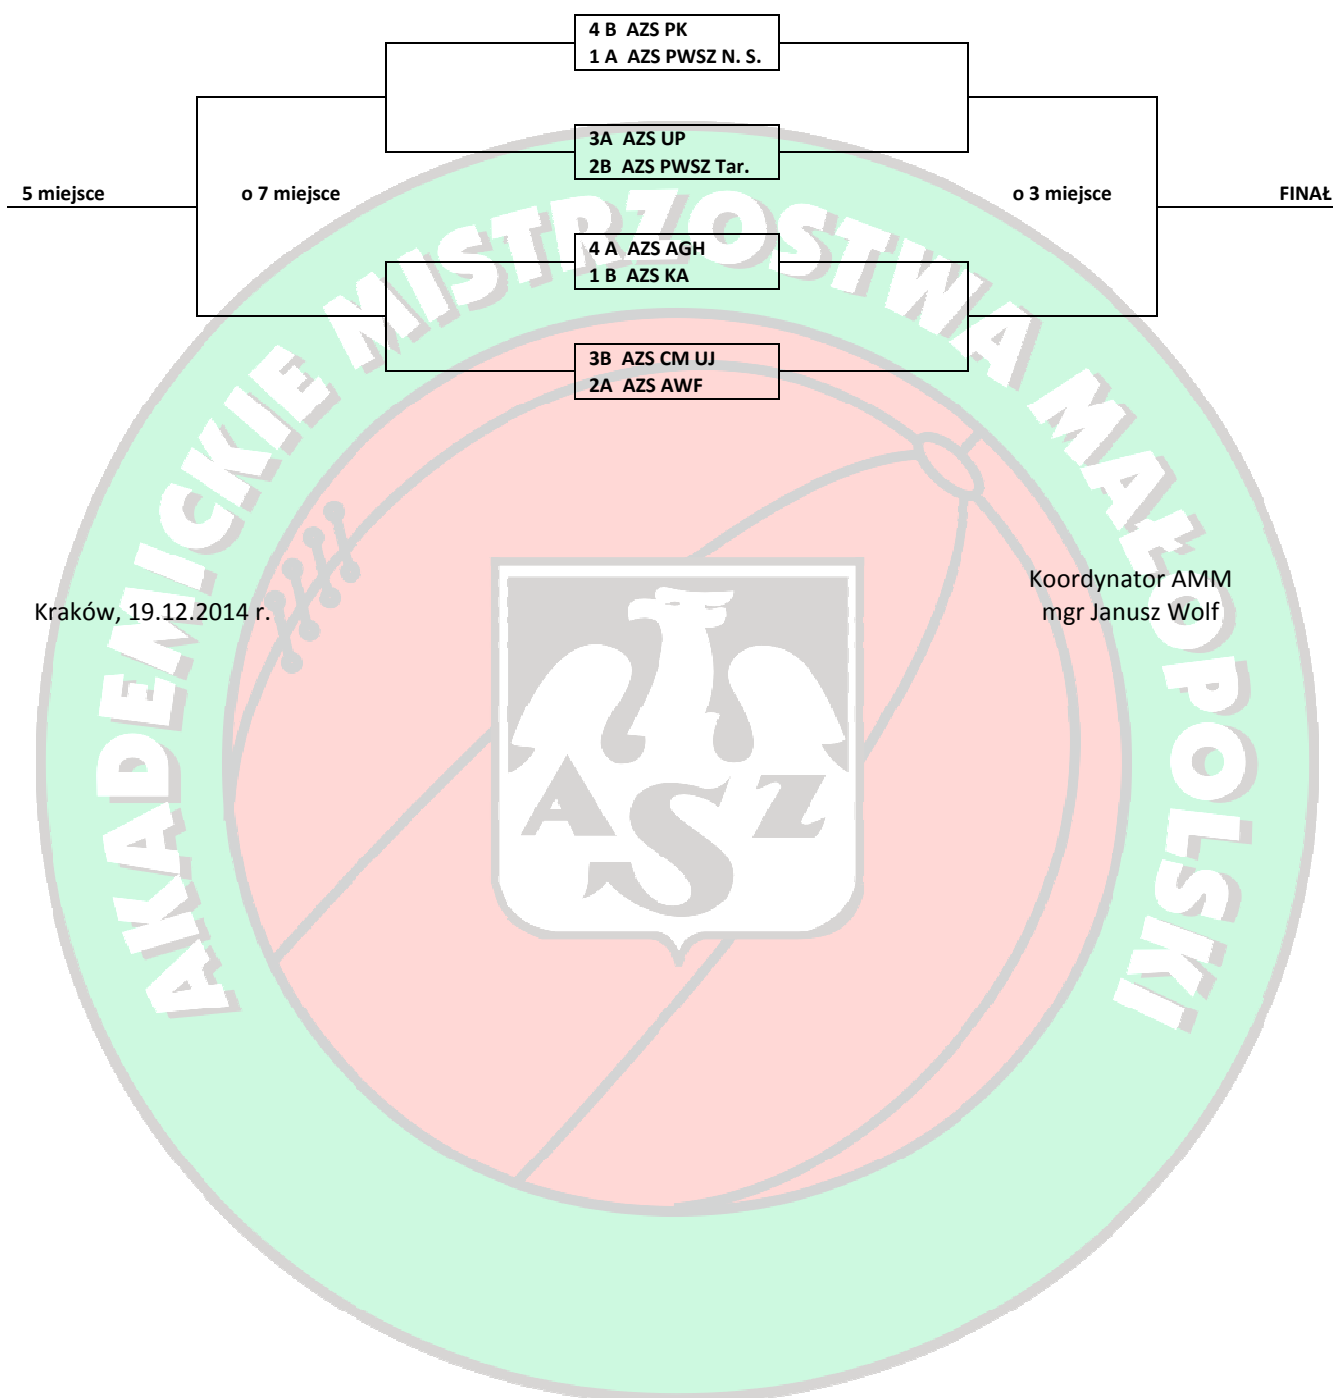 4 B AZS PK
1 A AZS PWSZ N. S.
3A AZS UP
2B AZS PWSZ Tar.
5 miejsce
o 7 miejsce
o 3 miejsce
FINAŁ
4 A AZS AGH
1 B AZS KA
3B AZS CM UJ
2A AZS AWF
Koordynator AMM
Kraków, 19.12.2014 r.
mgr Janusz Wolf
AKADEMICKIE MISTRZOSTWA MAŁOPOLSKI
ASZ